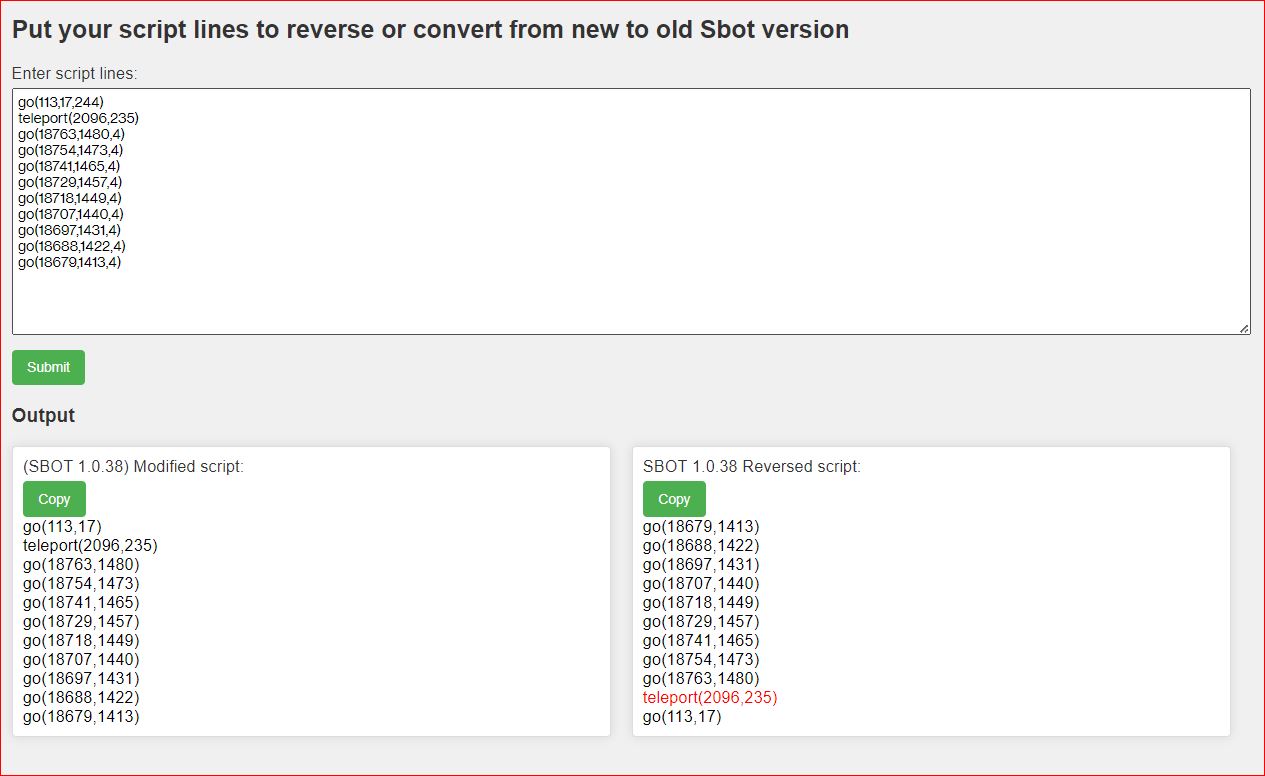 Put your script lines to reverse or convert from new to old Sbot version
Enter script lines:
go(113,17,244)
teleport(2096,235)
go(18763,1480,4)
go(18754,1473,4)
go(18741,1465,4)
go(18729,1457,4)
go(18718,1449,4)
go(18707,1440,4)
go(18697,1431,4)
go(18688,1422,4)
go(18679,1413,4)
Submit
Output
(SBOT 1.0.38) Modified script:
Copy
go(113,17)
teleport(2096,235)
go(18763,1480)
go(18754,1473)
go(18741,1465)
go(18729,1457)
go(18718,1449)
go(18707,1440)
go(18697,1431)
go(18688,1422)
go(18679,1413)
SBOT 1.0.38 Reversed script:
Copy
go(18679,1413)
go(18688,1422)
go(18697,1431)
go(18707,1440)
go(18718,1449)
go(18729,1457)
go(18741,1465)
go(18754,1473)
go(18763,1480)
teleport(2096,235)
go(113,17)